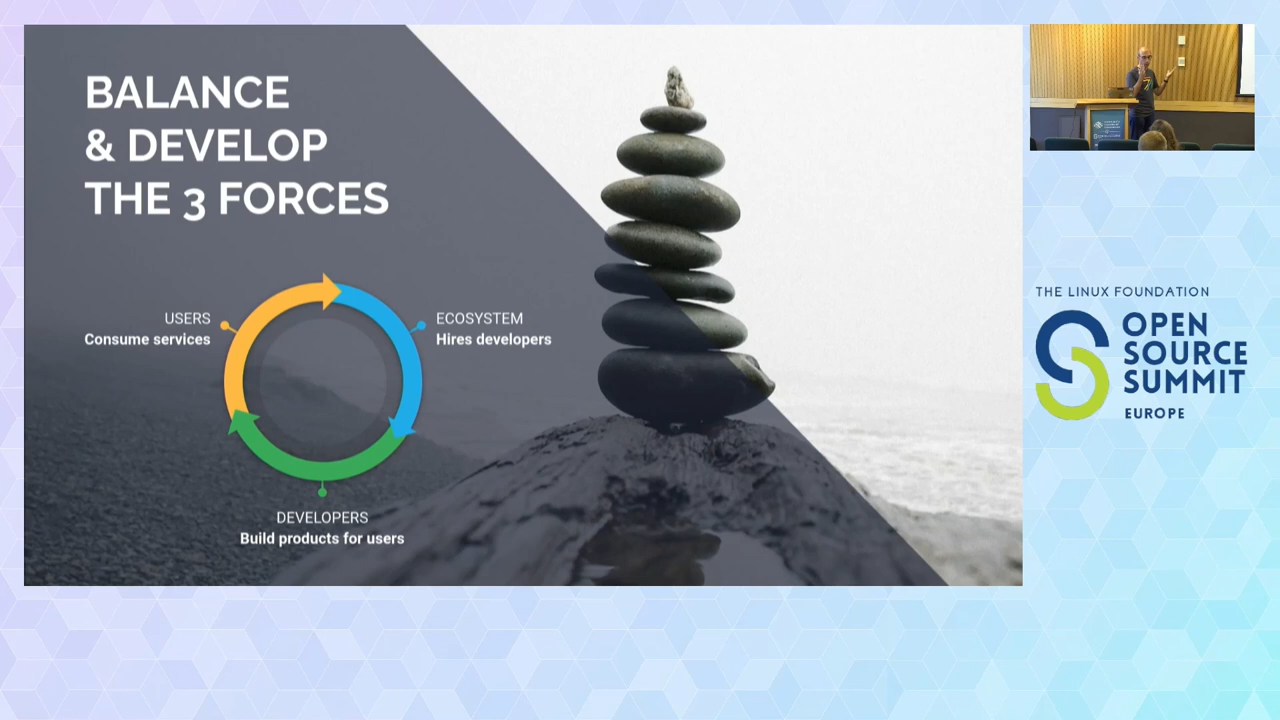 BALANCE
& DEVELOP
THE 3 FORCES
USERS
Consume services
ECOSYSTEM
Hires developers
DEVELOPERS
Build products for users
THE LINUX FOUNDATION
OPEN
SOURCE
SUMMIT
EUROPE